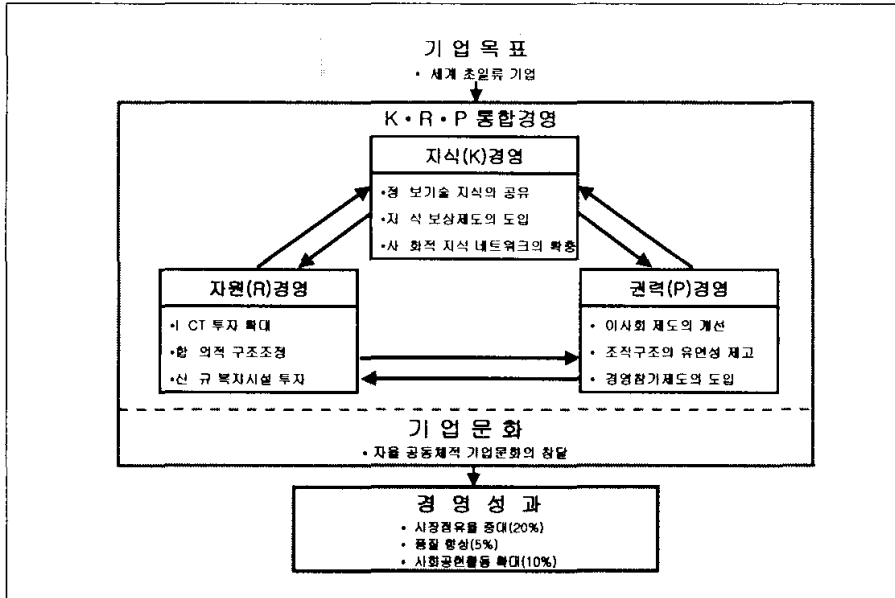 기업목표
• 세계 초일류 기업
K・R・P 통합경영
지식(K)경영
•정 보기술 지식의 공유
•지 식 보상제도의 도입
•사 회적 지식 네트워크의 확충
자원(R)경영
•I CT 투자 확대
•합 의적 구조조정
•신 규 복지시설 투자
권력(P)경영
• 이사회 제도의 개선
• 조직구조의 유연성 제고
• 경영참가제도의 도입
기업문화
• 자율 공동체적 기업문화의 창달
경영성과
• 시장점유율 증대(20%)
• 품질 향상(5%)
• 사회공헌활동 확대(10%)